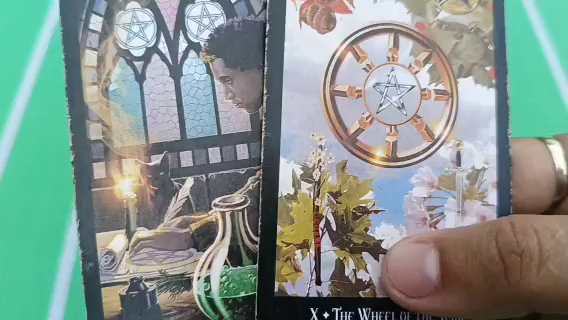 X ✦ THE WHEEL OF THE